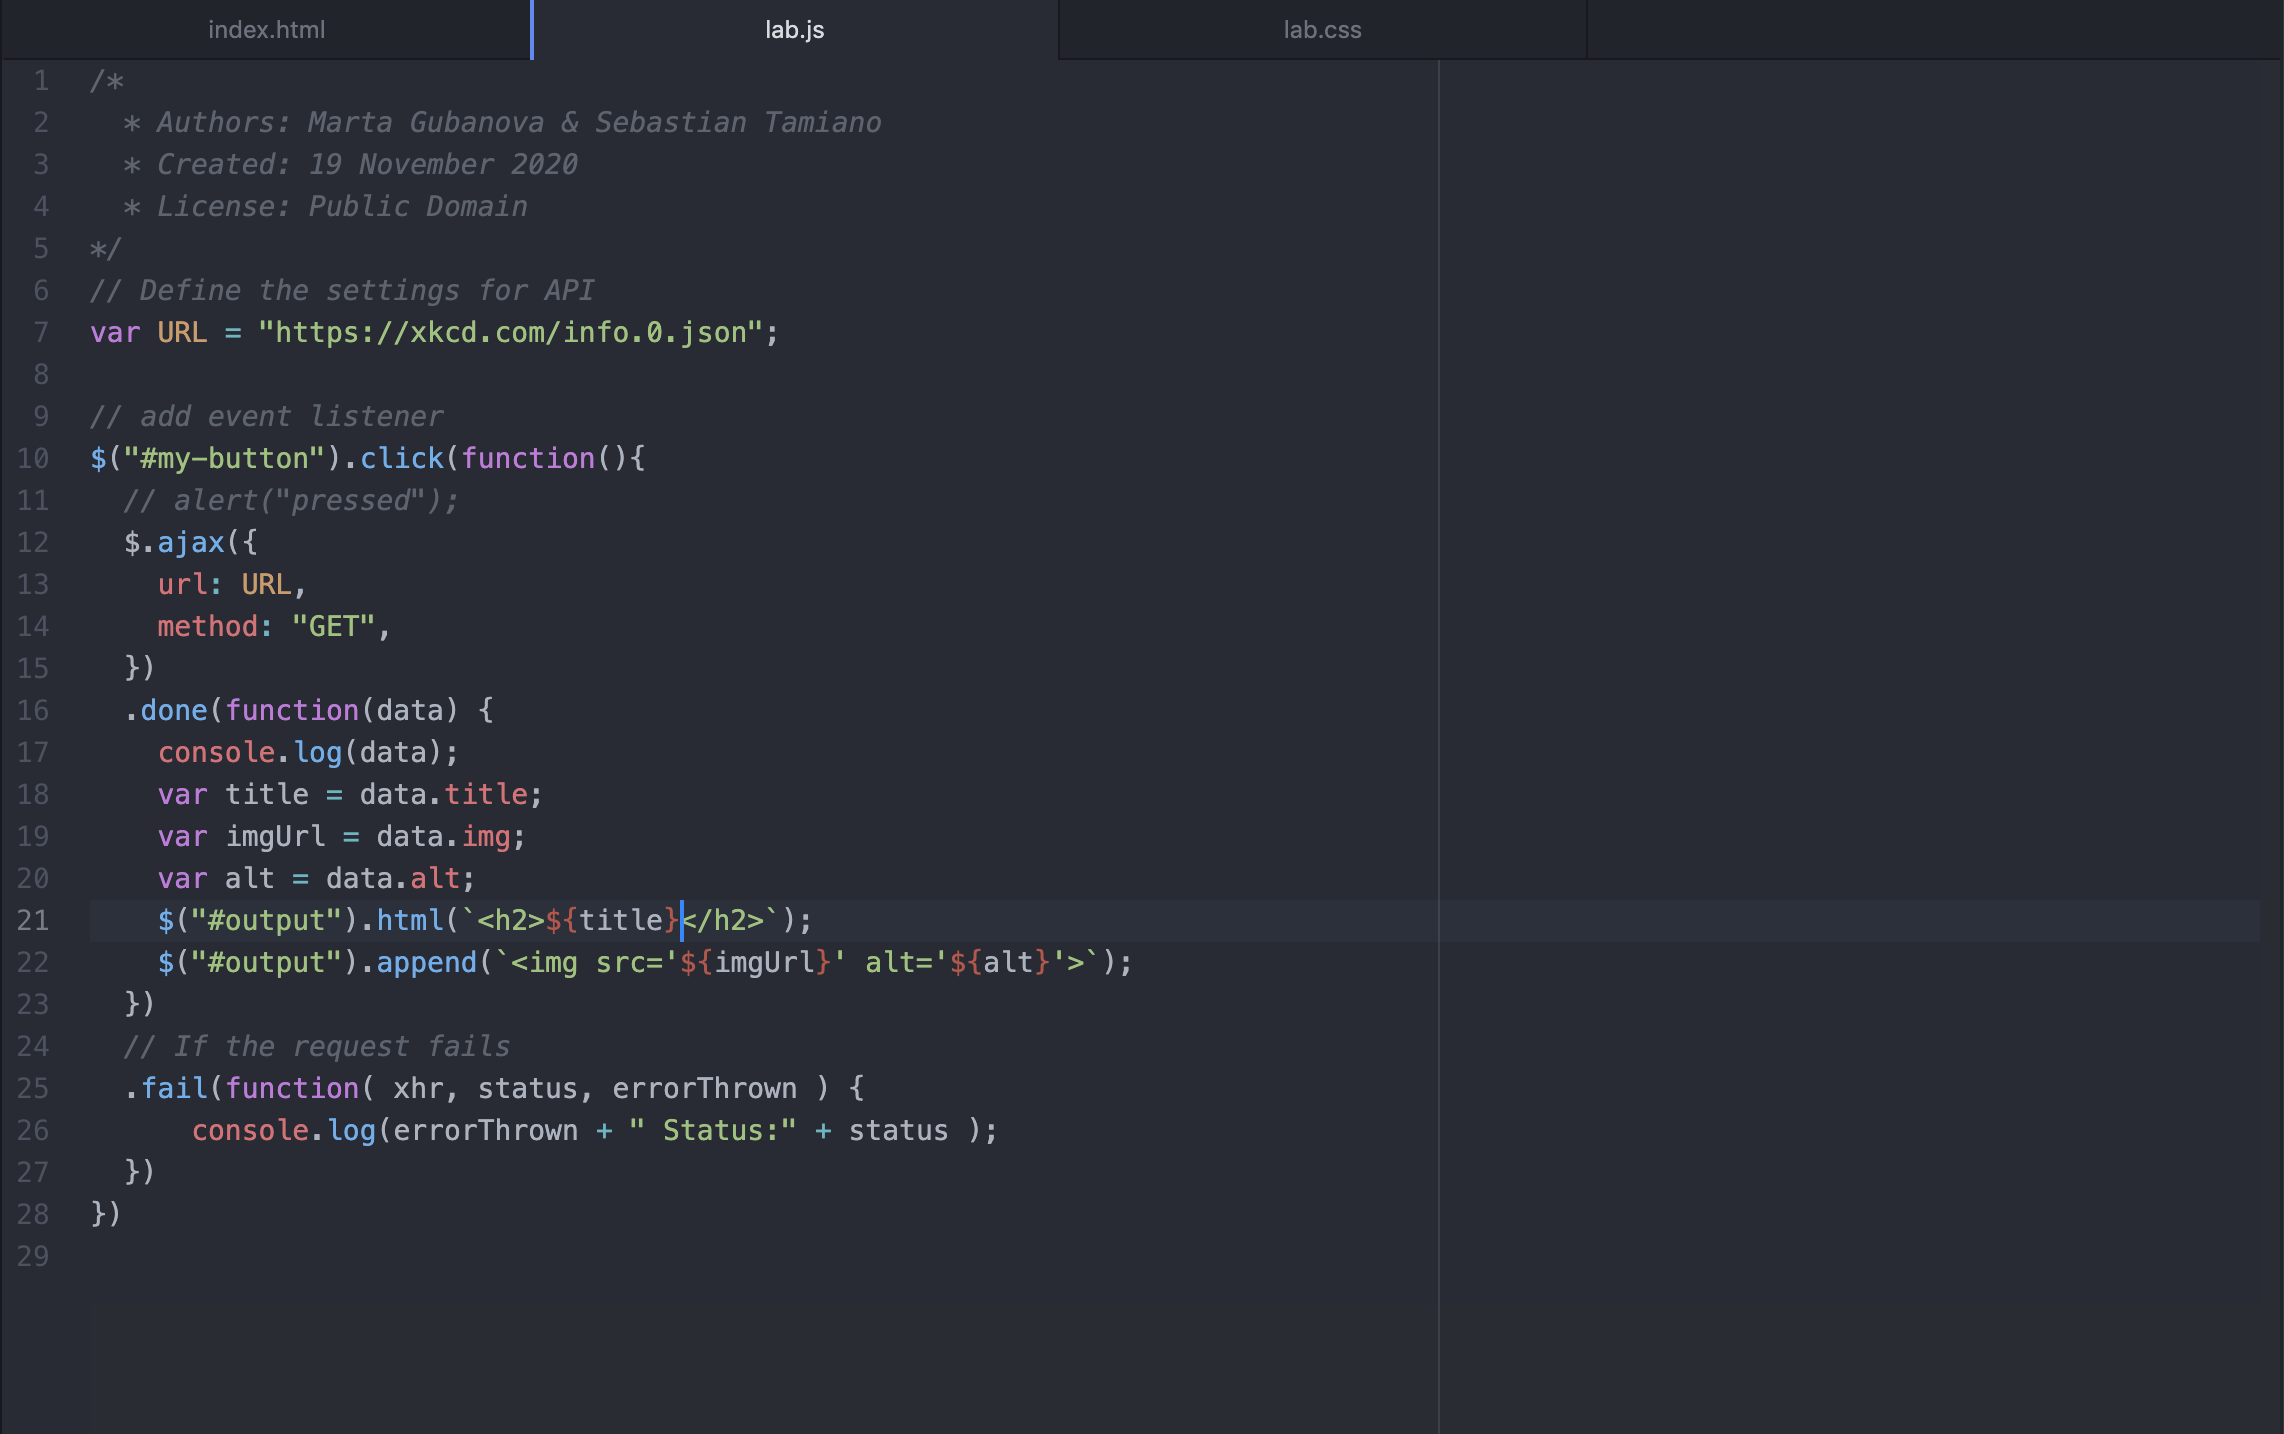 index.html
lab.js
lab.css
1 /*
2   * Authors: Marta Gubanova & Sebastian Tamiano
3   * Created: 19 November 2020
4   * License: Public Domain
5 */
6 // Define the settings for API
7 var URL = "https://xkcd.com/info.0.json";
8
9 // add event listener
10 $("#my-button").click(function(){
11   // alert("pressed");
12   $.ajax({
13     url: URL,
14     method: "GET",
15   })
16   .done(function(data) {
17     console.log(data);
18     var title = data.title;
19     var imgUrl = data.img;
20     var alt = data.alt;
21     $("#output").html(`<h2>${title}</h2>`);
22     $("#output").append(`<img src='${imgUrl}' alt='${alt}'>`);
23   })
24   // If the request fails
25   .fail(function( xhr, status, errorThrown ) {
26       console.log(errorThrown + " Status:" + status );
27   })
28 })
29